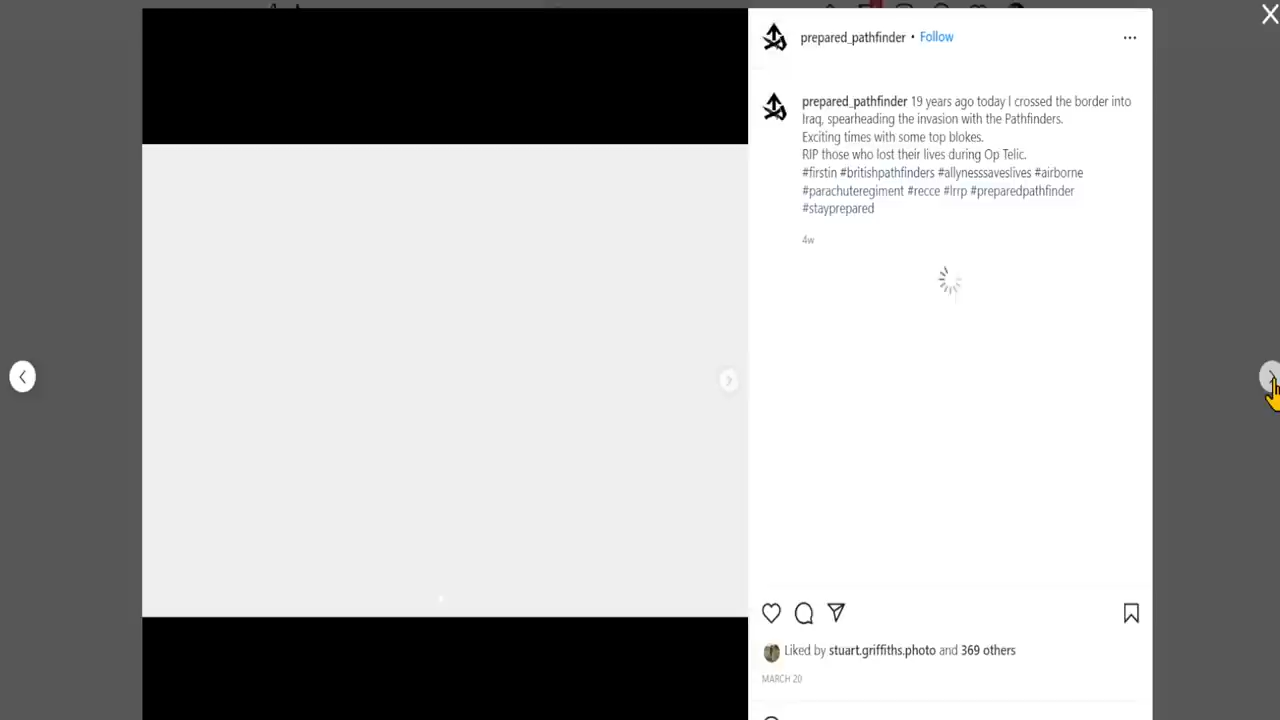 prepared_pathfinder • Follow
prepared_pathfinder 19 years ago today I crossed the border into
Iraq, spearheading the invasion with the Pathfinders.
Exciting times with some top blokes.
RIP those who lost their lives during Op Telic.
#firstin #britishpathfinders #allynesssaveslives #airborne
#parachuteregiment #recce #lrrp #preparedpathfinder
#stayprepared
4w
Liked by stuart.griffiths.photo and 369 others
MARCH 20